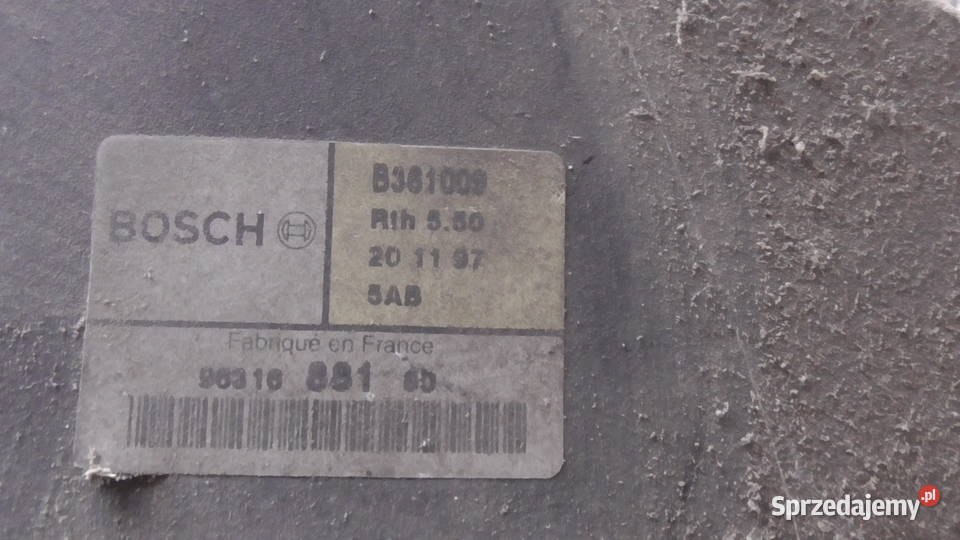 BOSCH
B361009
Rth 5.50
20 11 97
5AB
Fabriqué en France
96316 881 80
Sprzedajemy.pl